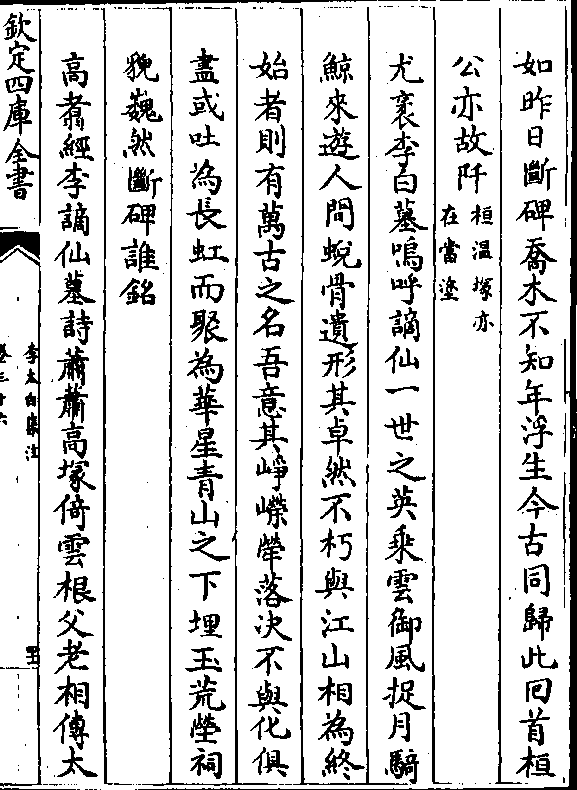 如昨日斷碑喬木不知年浮生今古同歸此囘首桓
公亦故阡桓温塚亦在當塗
尤袤李白墓嗚呼謫仙一世之英乘雲御風捉月騎
鯨來遊人間蛻骨遺形其卓然不朽與江山相為終
始者則有萬古之名吾意其崢嶸犖落决不與化俱
盡或吐為長虹而聚為華星青山之下埋玉荒塋祠
貌巍然斷碑誰銘
高翥經李謫仙墓詩蕭蕭高塚倚雲根父老相傳太
欽定四庫全書
李太白集注
卷三十六